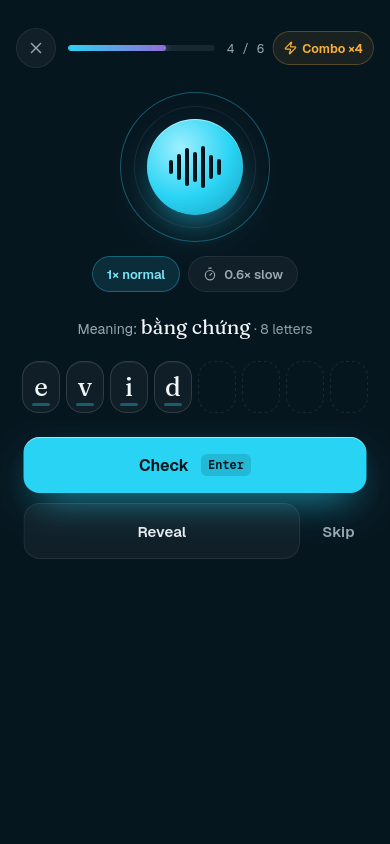 4 / 6 Combo ×4
1× normal 0.6× slow
Meaning: bằng chứng · 8 letters
e v i d
Check Enter
Reveal Skip